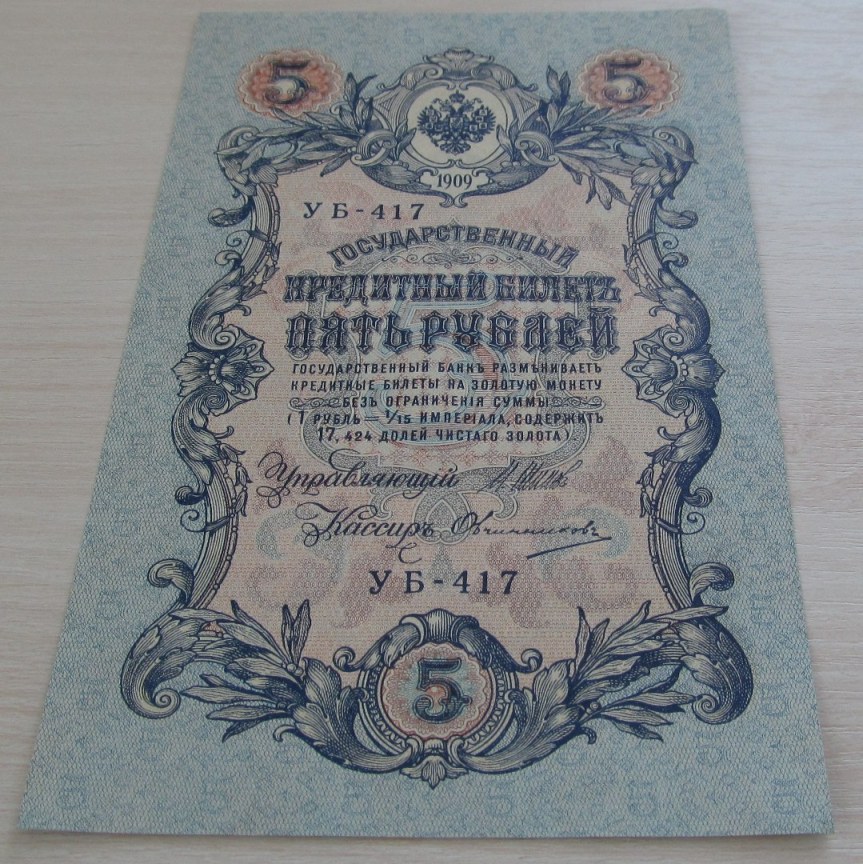 5 5
1909
УБ-417
ГОСУДАРСТВЕННЫЙ
КРЕДИТНЫЙ БИЛЕТЪ
ПЯТЬ РУБЛЕЙ
ГОСУДАРСТВЕННЫЙ БАНКЪ РАЗМѢНИВАЕТЪ
КРЕДИТНЫЕ БИЛЕТЫ НА ЗОЛОТУЮ МОНЕТУ
БЕЗЪ ОГРАНИЧЕНІЯ СУММЫ
(1 РУБЛЬ = 1/15 ИМПЕРІАЛА, СОДЕРЖИТЪ
17,424 ДОЛЕЙ ЧИСТАГО ЗОЛОТА).
Управляющій
Кассиръ Овчинниковъ
УБ-417
5